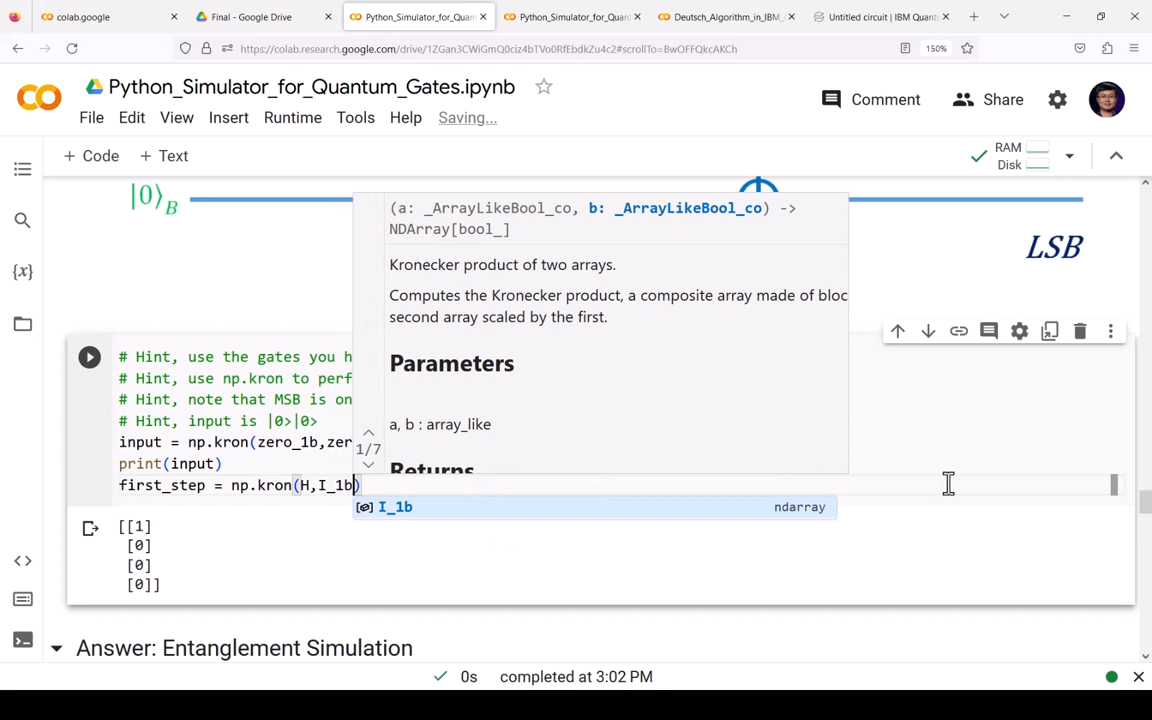 colab.google
Final - Google Drive
Python_Simulator_for_Quan
Python_Simulator_for_Quan
Deutsch_Algorithm_in_IBM_
Untitled circuit | IBM Quantu
https://colab.research.google.com/drive/1ZGan3CWiGmQ0ciz4bTVo0RfEbdkZu4c2#scrollTo=BwOFFQkcAKCh
150%
Python_Simulator_for_Quantum_Gates.ipynb
File Edit View Insert Runtime Tools Help Saving...
Comment
Share
+ Code + Text
RAM
Disk
|0⟩B
LSB
(a: _ArrayLikeBool_co, b: _ArrayLikeBool_co) ->
NDArray[bool_]
Kronecker product of two arrays.
Computes the Kronecker product, a composite array made of bloc
second array scaled by the first.
Parameters
a, b : array_like
1/7
Returns
# Hint, use the gates you h
# Hint, use np.kron to perf
# Hint, note that MSB is on
# Hint, input is |0>|0>
input = np.kron(zero_1b,zer
print(input)
first_step = np.kron(H,I_1b)
I_1b
ndarray
[[1]
[0]
[0]
[0]]
Answer: Entanglement Simulation
0s completed at 3:02 PM